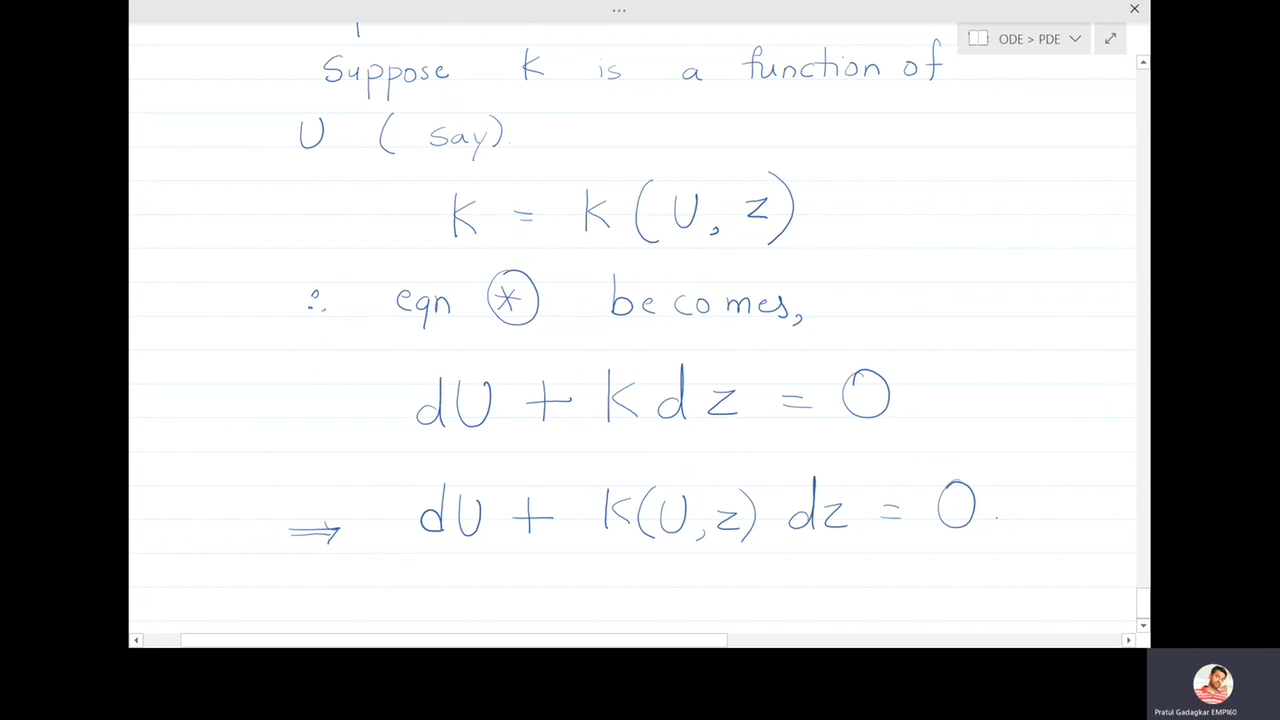 ODE > PDE
Suppose K is a function of
U ( say).
K = K ( U, z )
∴ eqn (*) becomes,
dU + K dz = 0
⇒ dU + K(U, z) dz = 0.
Pratul Gadagkar EMP160